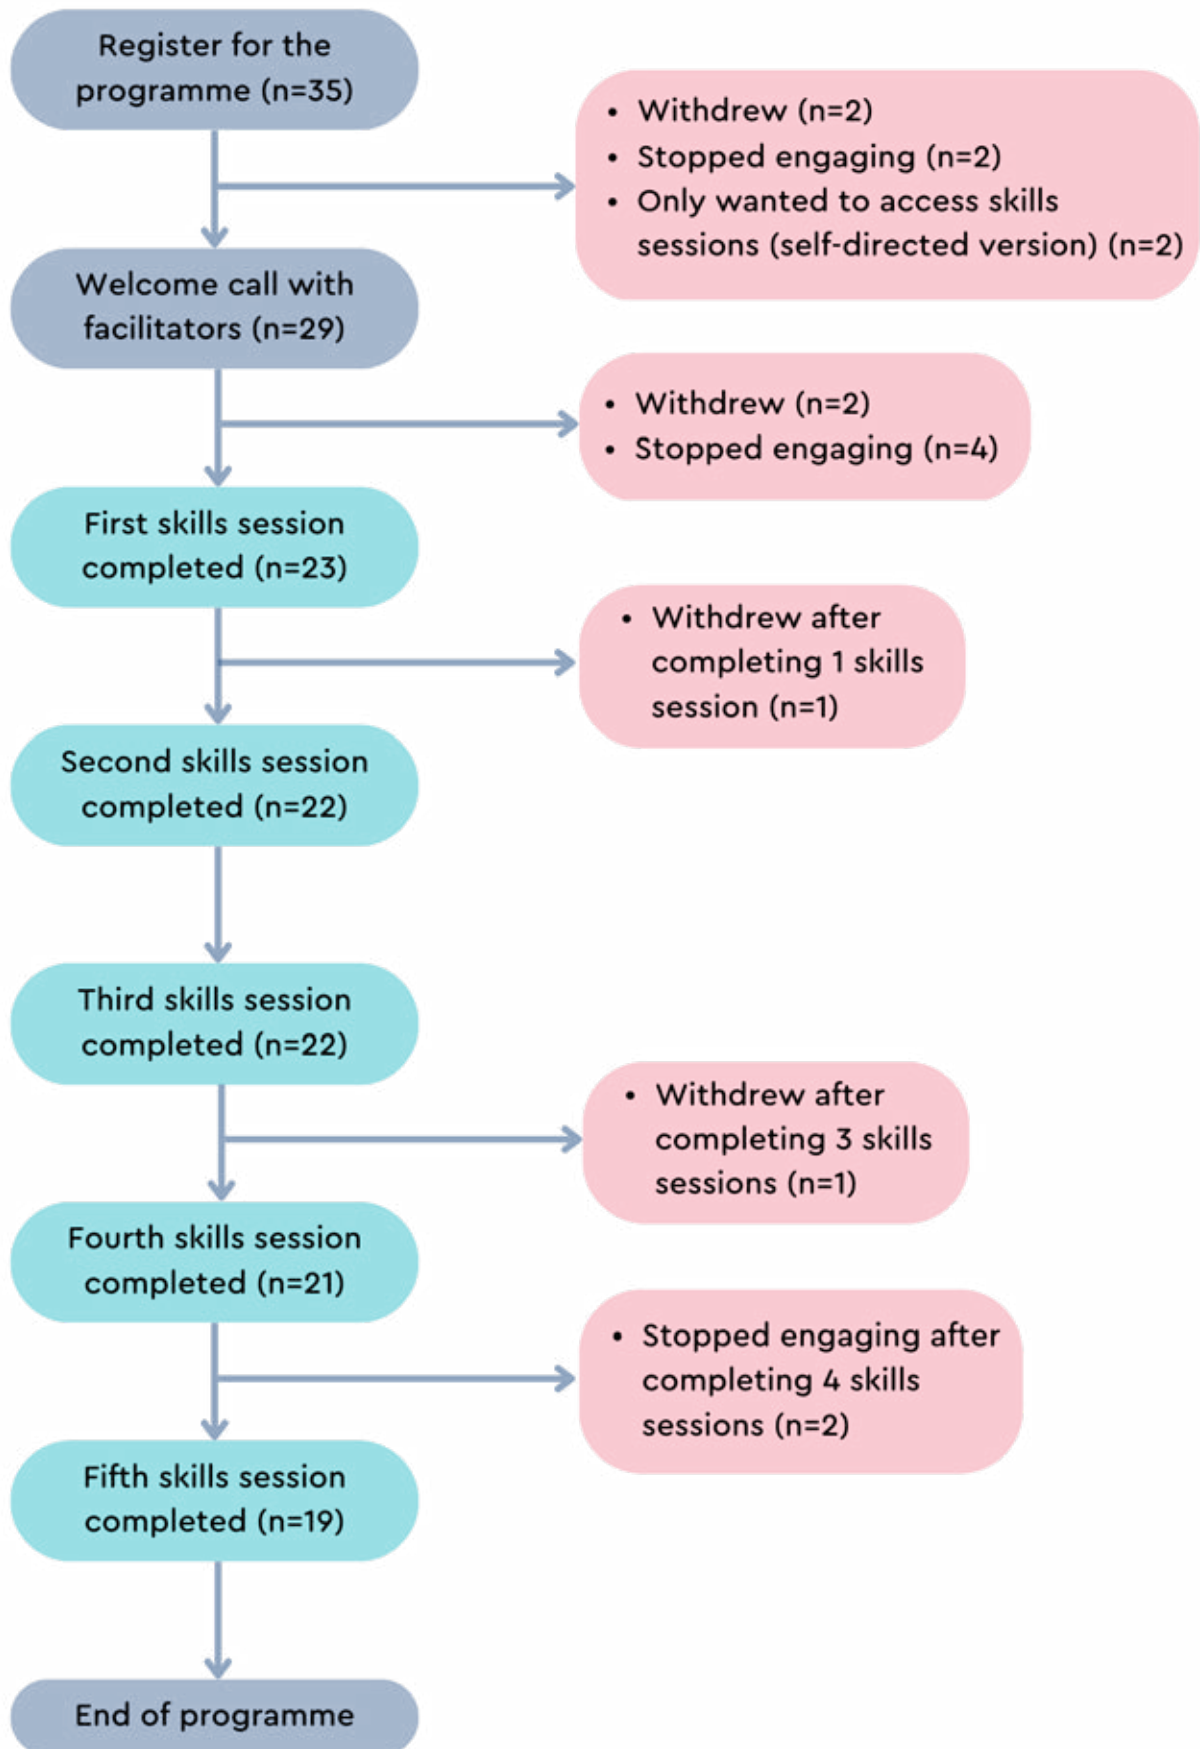 Register for the
programme (n=35)
• Withdrew (n=2)
• Stopped engaging (n=2)
• Only wanted to access skills
sessions (self-directed version) (n=2)
Welcome call with
facilitators (n=29)
• Withdrew (n=2)
• Stopped engaging (n=4)
First skills session
completed (n=23)
• Withdrew after
completing 1 skills
session (n=1)
Second skills session
completed (n=22)
Third skills session
completed (n=22)
• Withdrew after
completing 3 skills
sessions (n=1)
Fourth skills session
completed (n=21)
• Stopped engaging after
completing 4 skills
sessions (n=2)
Fifth skills session
completed (n=19)
End of programme